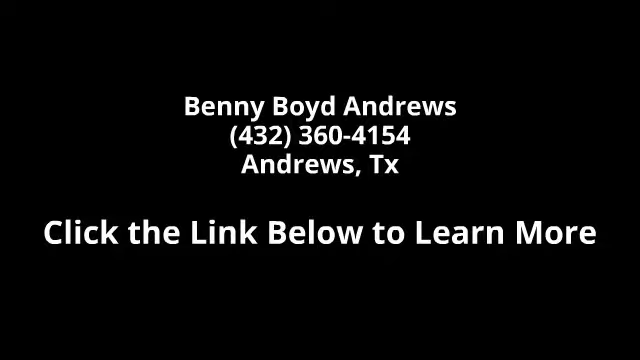 Benny Boyd Andrews
(432) 360-4154
Andrews, Tx
Click the Link Below to Learn More